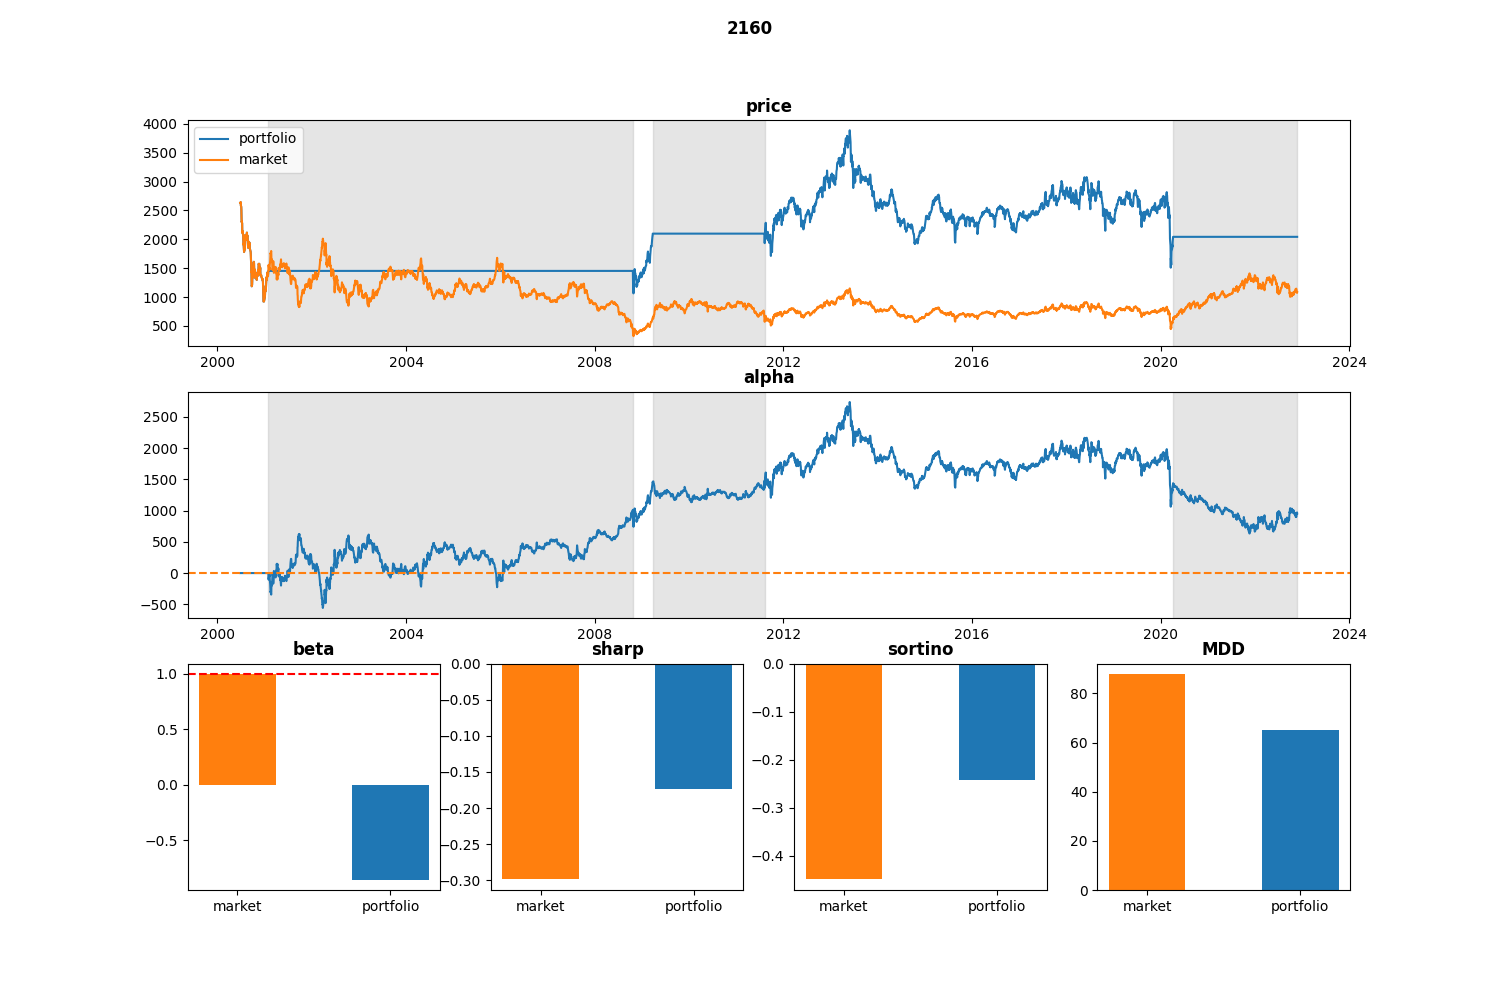 2160
price
4000
3500
3000
2500
2000
1500
1000
500
portfolio
market
2000 2004 2008 2012 2016 2020 2024
alpha
2500
2000
1500
1000
500
0
−500
2000 2004 2008 2012 2016 2020 2024
beta
1.0
0.5
0.0
−0.5
market portfolio
sharp
0.00
−0.05
−0.10
−0.15
−0.20
−0.25
−0.30
market portfolio
sortino
0.0
−0.1
−0.2
−0.3
−0.4
market portfolio
MDD
80
60
40
20
0
market portfolio